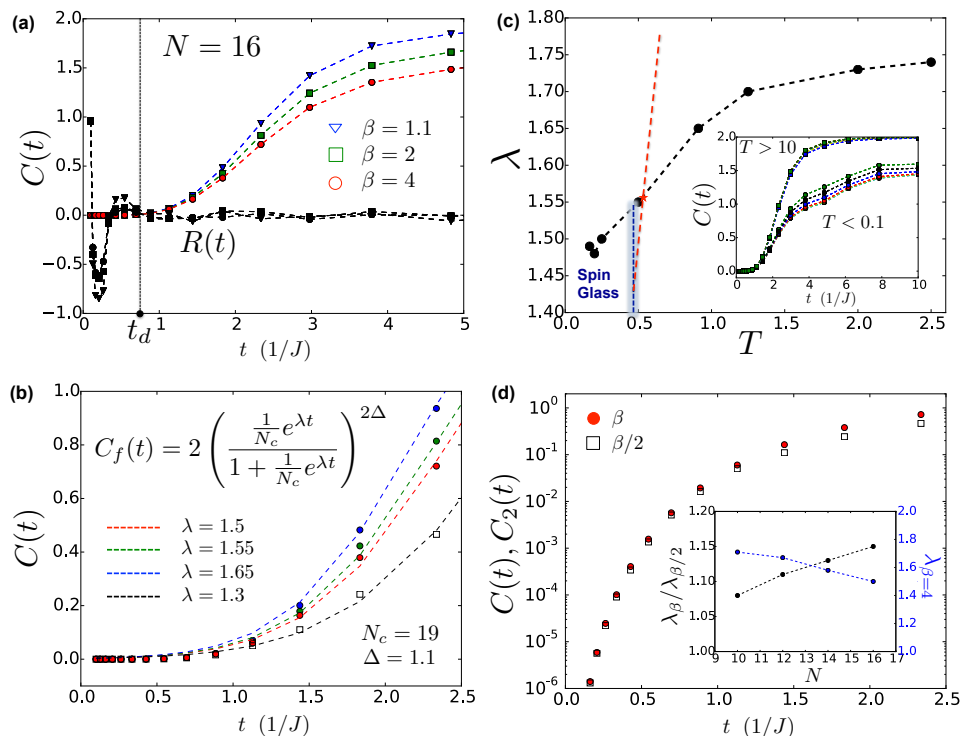 (a)
2.0
1.5
1.0
0.5
0.0
−0.5
−1.0
C(t)
N = 16
β = 1.1
β = 2
β = 4
R(t)
0
1
2
3
4
5
t_d
t (1/J)
(b)
1.0
0.8
0.6
0.4
0.2
0.0
C(t)
C_f(t) = 2 ( \frac{\frac{1}{N_c} e^{λt}}{1 + \frac{1}{N_c} e^{λt}} )^{2Δ}
λ = 1.5
λ = 1.55
λ = 1.65
λ = 1.3
N_c = 19
Δ = 1.1
0.0 0.5 1.0 1.5 2.0 2.5
t (1/J)
(c)
1.80
1.75
1.70
1.65
1.60
1.55
1.50
1.45
1.40
λ
Spin
Glass
2.0
1.5
1.0
0.5
0.0
C(t)
T > 10
T < 0.1
0 2 4 6 8 10
t (1/J)
0.0 0.5 1.0 1.5 2.0 2.5
T
(d)
β
β/2
10^0
10^{-1}
10^{-2}
10^{-3}
10^{-4}
10^{-5}
10^{-6}
C(t), C_2(t)
1.20
1.15
1.10
1.05
1.00
λ_β/λ_{β/2}
2.0
1.8
1.6
1.4
1.2
1.0
λ_{β=4}
9 10 11 12 13 14 15 16 17
N
0.0 0.5 1.0 1.5 2.0 2.5
t (1/J)